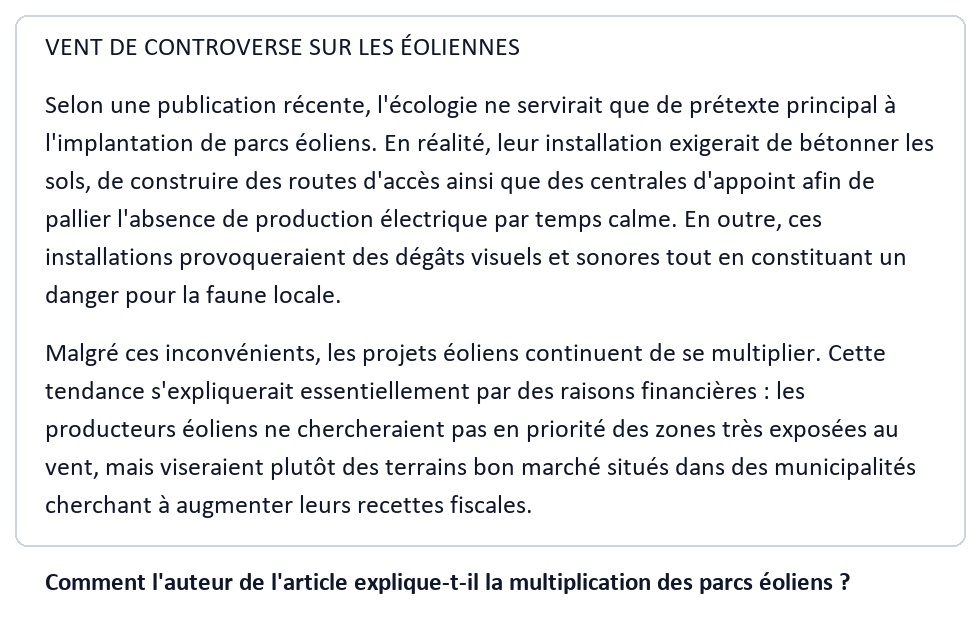 VENT DE CONTROVERSE SUR LES ÉOLIENNES
Selon une publication récente, l'écologie ne servirait que de prétexte principal à
l'implantation de parcs éoliens. En réalité, leur installation exigerait de bétonner les
sols, de construire des routes d'accès ainsi que des centrales d'appoint afin de
pallier l'absence de production électrique par temps calme. En outre, ces
installations provoqueraient des dégâts visuels et sonores tout en constituant un
danger pour la faune locale.
Malgré ces inconvénients, les projets éoliens continuent de se multiplier. Cette
tendance s'expliquerait essentiellement par des raisons financières : les
producteurs éoliens ne chercheraient pas en priorité des zones très exposées au
vent, mais viseraient plutôt des terrains bon marché situés dans des municipalités
cherchant à augmenter leurs recettes fiscales.
Comment l'auteur de l'article explique-t-il la multiplication des parcs éoliens ?